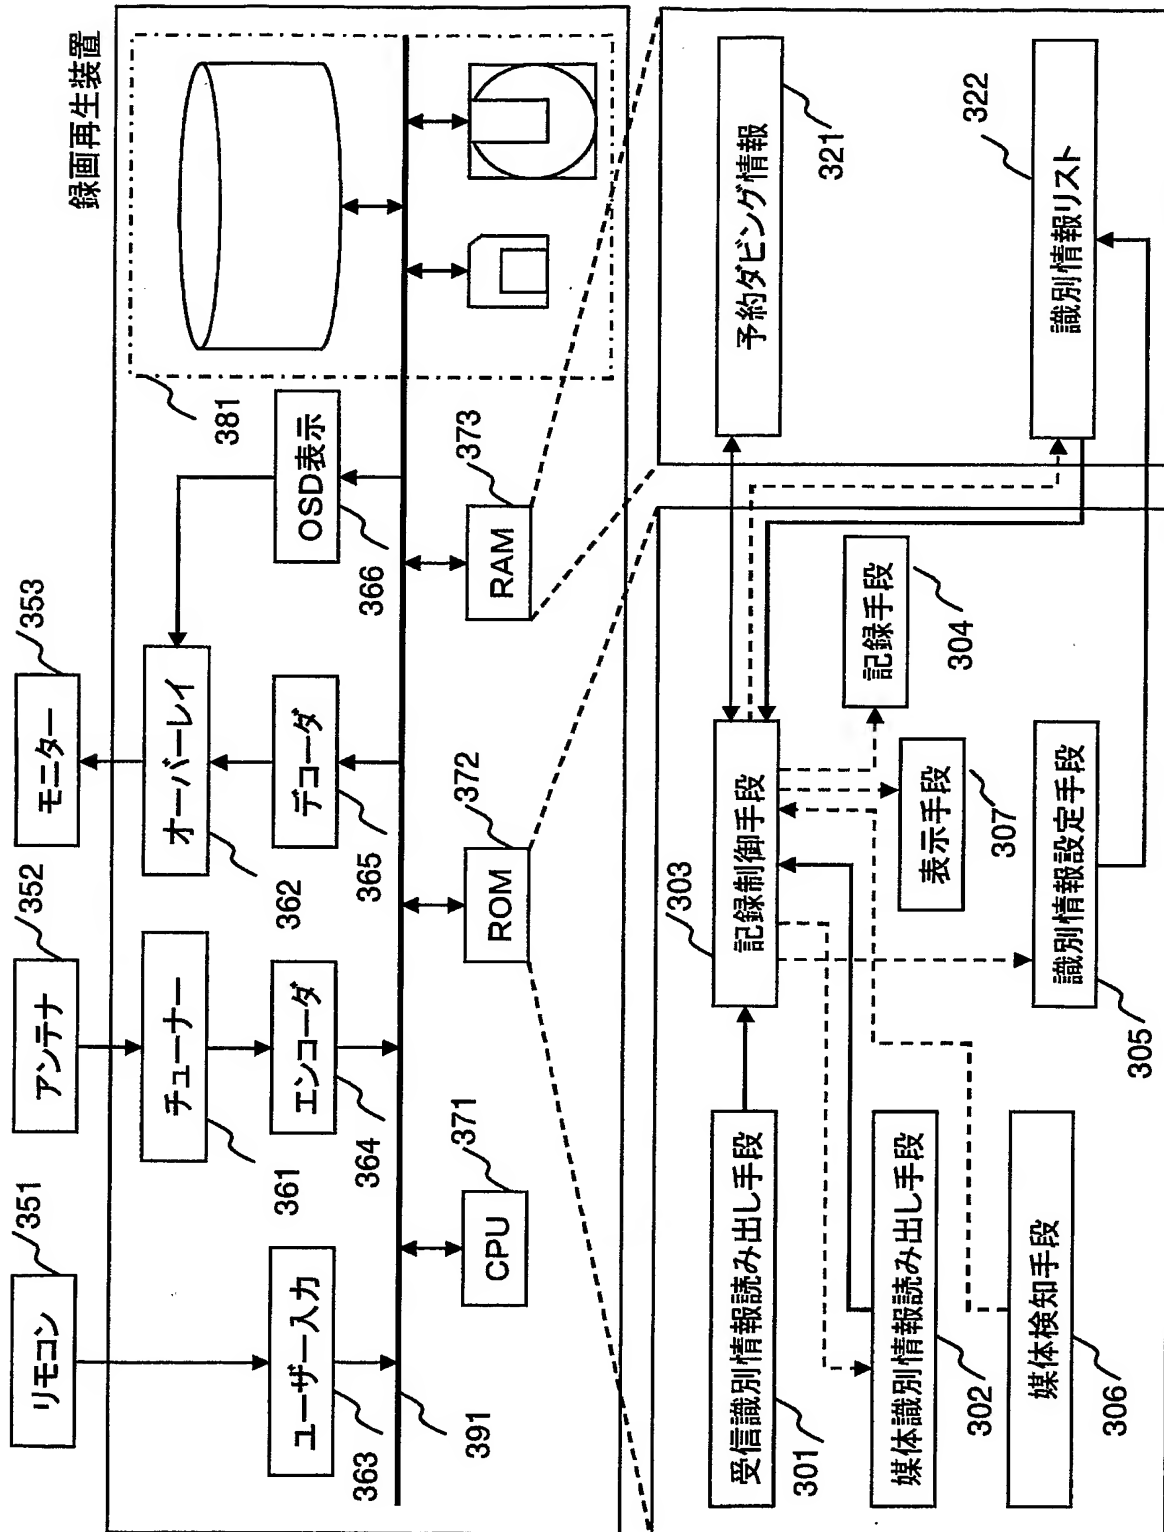 録画再生装置
リモコン
351
アンテナ
352
モニター
353
チューナー
361
オーバーレイ
362
ユーザー入力
363
エンコーダ
364
デコーダ
365
OSD表示
366
381
391
CPU
371
ROM
372
RAM
373
受信識別情報読み出し手段
301
媒体識別情報読み出し手段
302
媒体検知手段
306
記録制御手段
303
記録手段
304
表示手段
307
識別情報設定手段
305
予約ダビング情報
321
識別情報リスト
322